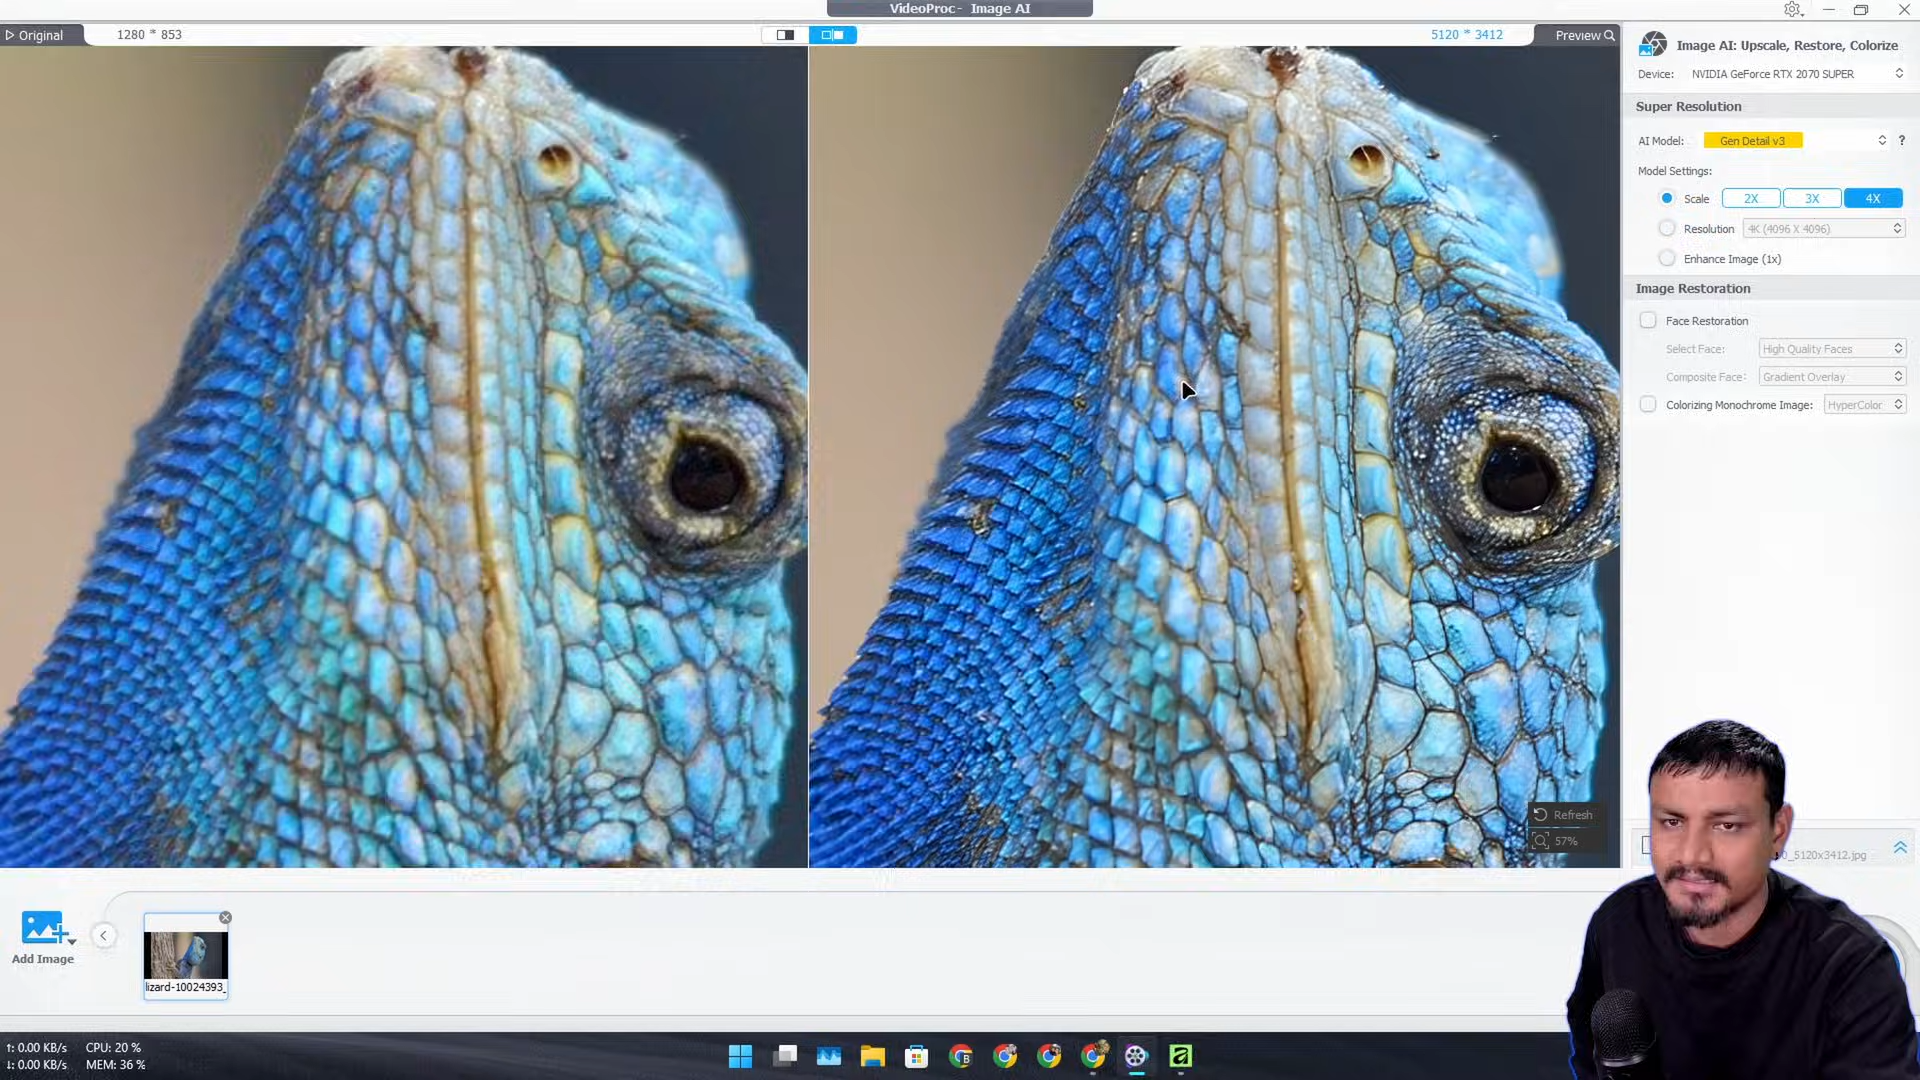 VideoProc - Image AI
Original
1280 * 853
5120 * 3412
Preview
Image AI: Upscale, Restore, Colorize
Device: NVIDIA GeForce RTX 2070 SUPER
Super Resolution
AI Model: Gen Detail v3 ?
Model Settings:
Scale 2X 3X 4X
Resolution 4K (4096 X 4096)
Enhance Image (1x)
Image Restoration
Face Restoration
Select Face: High Quality Faces
Composite Face: Gradient Overlay
Colorizing Monochrome Image: HyperColor
Refresh
57%
0_5120x3412.jpg
Add Image
lizard-10024393_
↑: 0.00 KB/s CPU: 20 %
↓: 0.00 KB/s MEM: 36 %
B
a